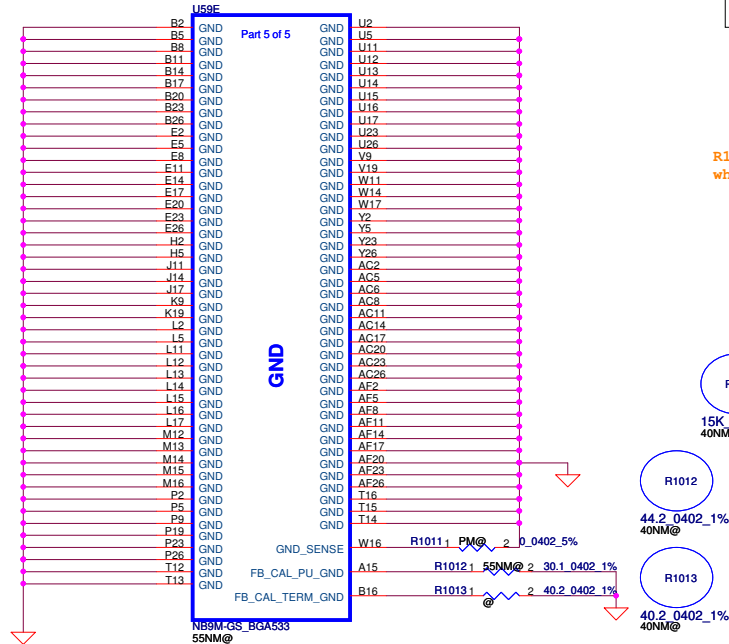 U59E
Part 5 of 5
B2 GND GND U2
B5 GND GND U5
B8 GND GND U11
B11 GND GND U12
B14 GND GND U13
B17 GND GND U14
B20 GND GND U15
B23 GND GND U16
B26 GND GND U17
E2 GND GND U23
E5 GND GND U26
E8 GND GND V9
E11 GND GND V19
E14 GND GND W11
E17 GND GND W14
E20 GND GND W17
E23 GND GND Y2
E26 GND GND Y5
H2 GND GND Y23
H5 GND GND Y26
J11 GND GND AC2
J14 GND GND AC5
J17 GND GND AC6
K9 GND GND AC8
K19 GND GND AC11
L2 GND GND AC14
L5 GND GND AC17
L11 GND GND AC20
L12 GND GND AC23
L13 GND GND AC26
L14 GND GND AF2
L15 GND GND AF5
L16 GND GND AF8
L17 GND GND AF11
M12 GND GND AF14
M13 GND GND AF17
M14 GND GND AF20
M15 GND GND AF23
M16 GND GND AF26
P2 GND GND T16
P5 GND GND T15
P9 GND GND T14
P19 GND
P23 GND GND_SENSE W16 R1011 1 PM@ 2 0_0402_5%
P26 GND
T12 GND FB_CAL_PU_GND A15 R1012 1 55NM@ 2 30.1_0402_1%
T13 GND
FB_CAL_TERM_GND B16 R1013 1 @ 2 40.2_0402_1%
GND
NB9M-GS_BGA533
55NM@
R1
wh
R
15K_
40NM
R1012
44.2_0402_1%
40NM@
R1013
40.2_0402_1%
40NM@